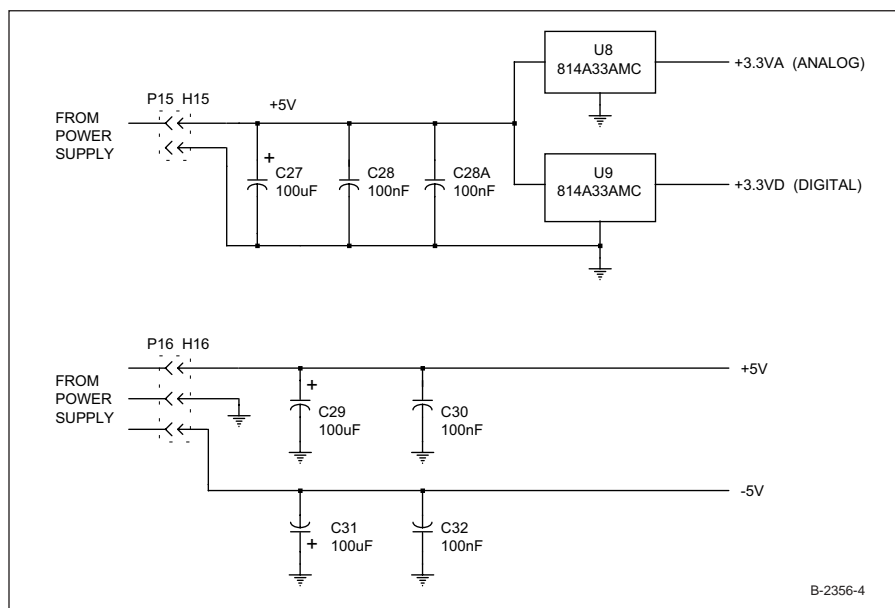 U8
814A33AMC
+3.3VA (ANALOG)
P15 H15
+5V
FROM
POWER
SUPPLY
+
C27
100uF
C28
100nF
C28A
100nF
U9
814A33AMC
+3.3VD (DIGITAL)
P16 H16
FROM
POWER
SUPPLY
+5V
+
C29
100uF
C30
100nF
-5V
C31
100uF
+
C32
100nF
B-2356-4